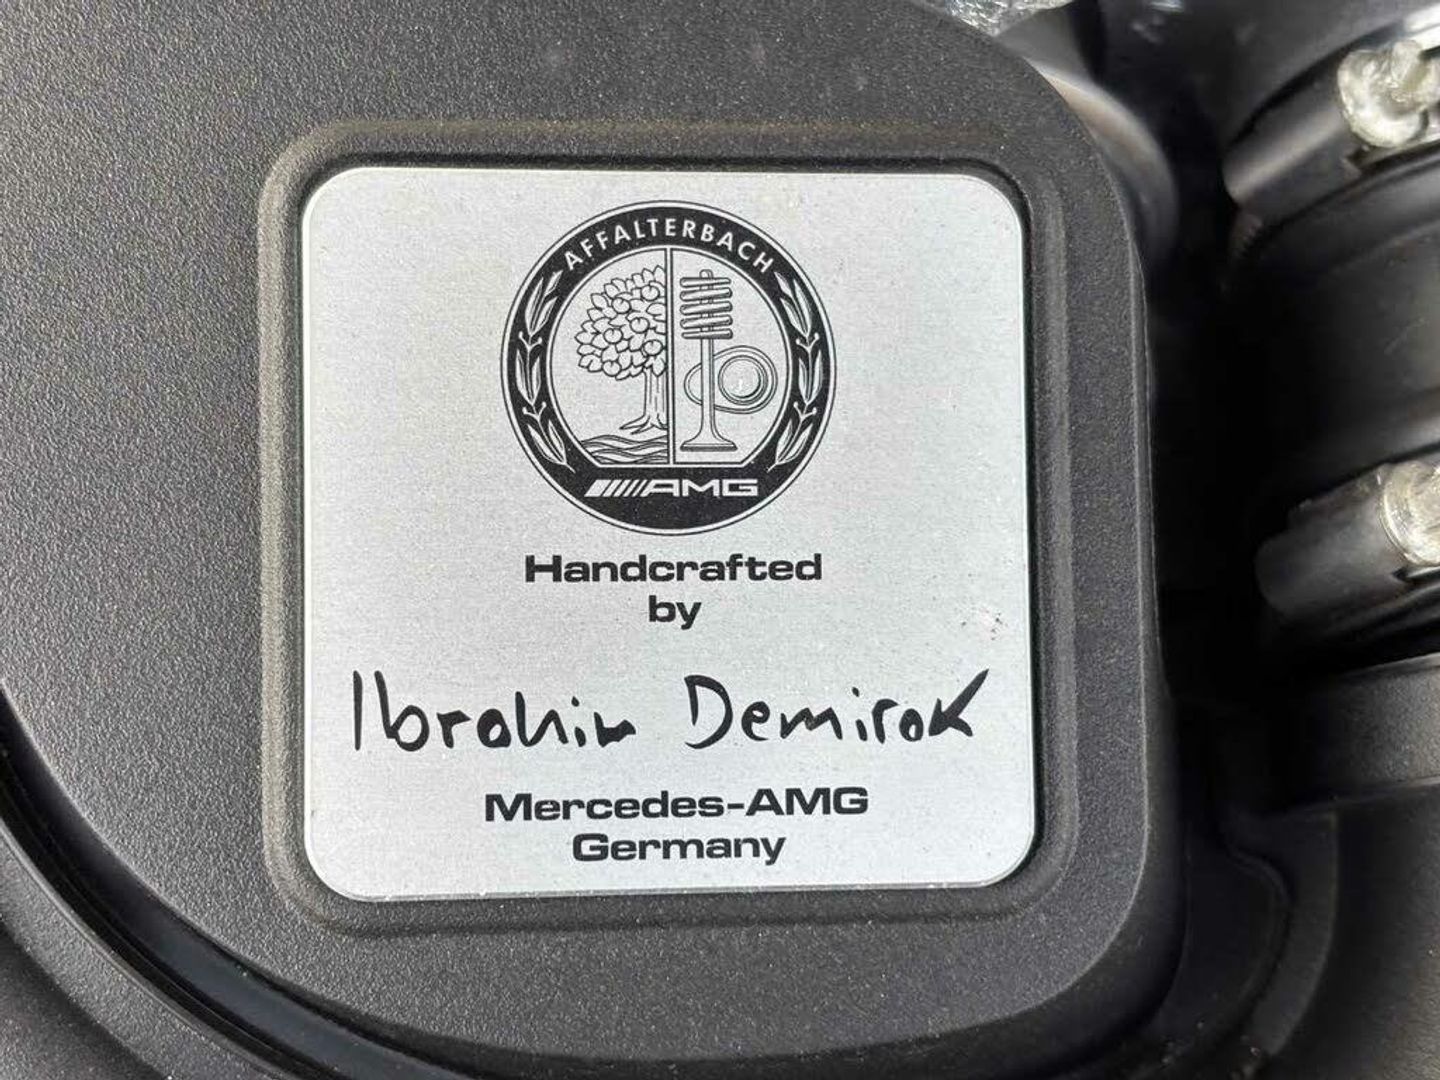 AFFALTERBACH
AMG
Handcrafted
by
Ibrahim Demirok
Mercedes-AMG
Germany